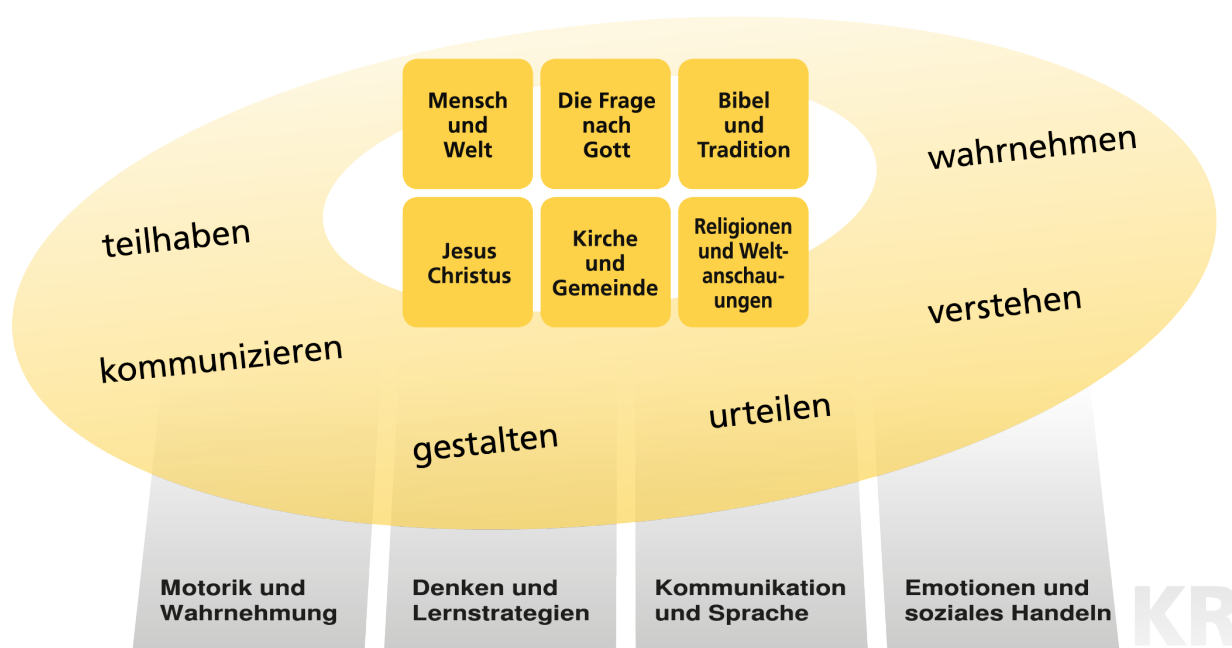 Mensch
und
Welt
Die Frage
nach
Gott
Bibel
und
Tradition
Jesus
Christus
Kirche
und
Gemeinde
Religionen
und Welt-
anschau-
ungen
wahrnehmen
verstehen
urteilen
gestalten
kommunizieren
teilhaben
Motorik und
Wahrnehmung
Denken und
Lernstrategien
Kommunikation
und Sprache
Emotionen und
soziales Handeln
KR